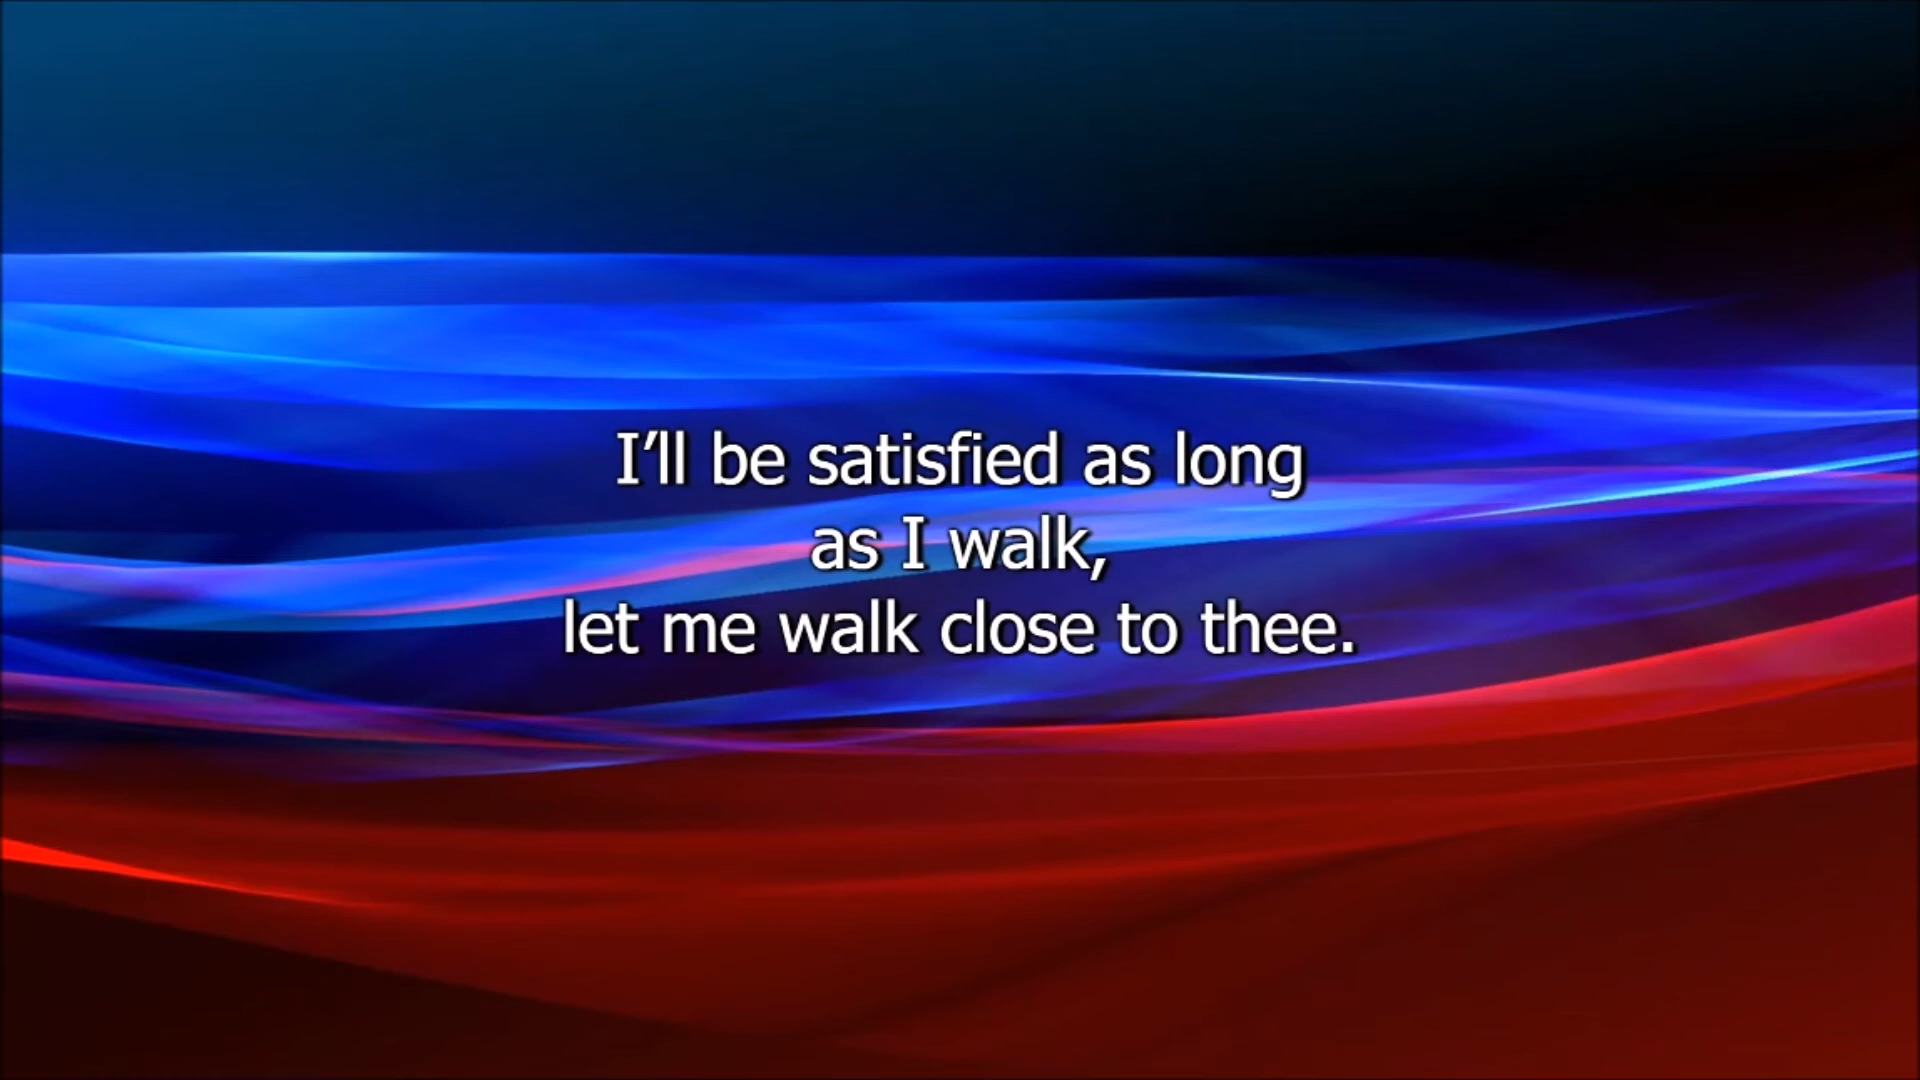 I’ll be satisfied as long
as I walk,
let me walk close to thee.